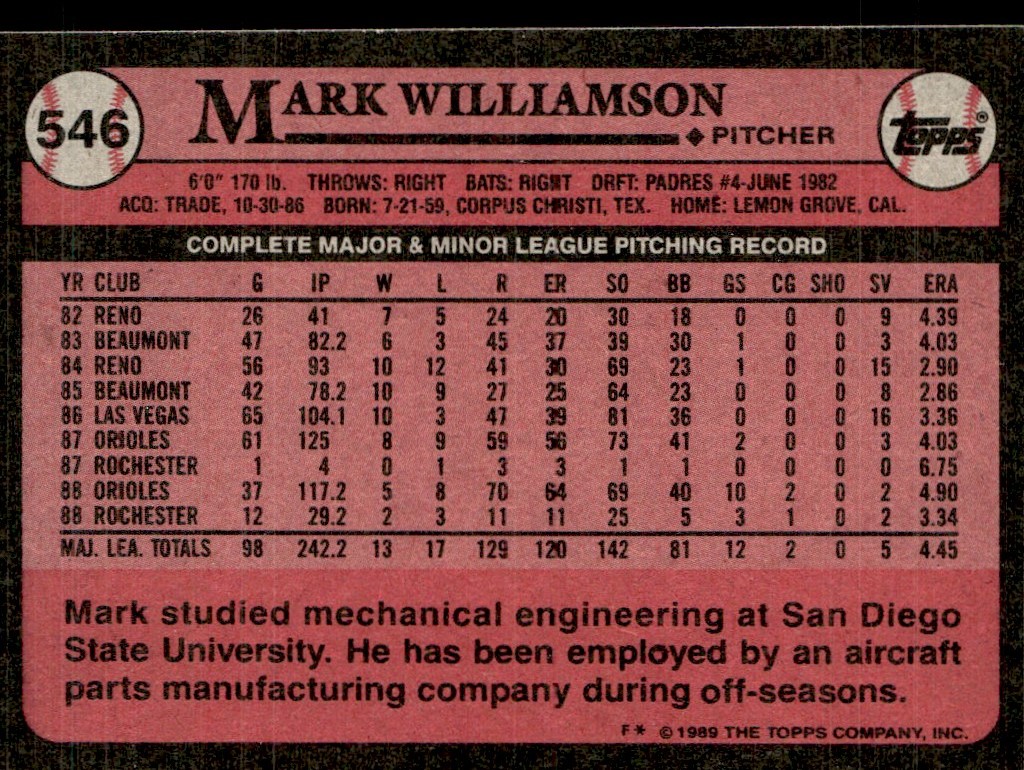 546
MARK WILLIAMSON
PITCHER
TOPPS®
6'0" 170 lb. THROWS: RIGHT BATS: RIGHT DRFT: PADRES #4-JUNE 1982
ACQ: TRADE, 10-30-86 BORN: 7-21-59, CORPUS CHRISTI, TEX. HOME: LEMON GROVE, CAL.
COMPLETE MAJOR & MINOR LEAGUE PITCHING RECORD
YR CLUB G IP W L R ER SO BB GS CG SHO SV ERA
82 RENO 26 41 7 5 24 20 30 18 0 0 0 9 4.39
83 BEAUMONT 47 82.2 6 3 45 37 39 30 1 0 0 3 4.03
84 RENO 56 93 10 12 41 30 69 23 1 0 0 15 2.90
85 BEAUMONT 42 78.2 10 9 27 25 64 23 0 0 0 8 2.86
86 LAS VEGAS 65 104.1 10 3 47 39 81 36 0 0 0 16 3.36
87 ORIOLES 61 125 8 9 59 56 73 41 2 0 0 3 4.03
87 ROCHESTER 1 4 0 1 3 3 1 1 0 0 0 0 6.75
88 ORIOLES 37 117.2 5 8 70 64 69 40 10 2 0 2 4.90
88 ROCHESTER 12 29.2 2 3 11 11 25 5 3 1 0 2 3.34
MAJ. LEA. TOTALS 98 242.2 13 17 129 120 142 81 12 2 0 5 4.45
Mark studied mechanical engineering at San Diego
State University. He has been employed by an aircraft
parts manufacturing company during off-seasons.
F* © 1989 THE TOPPS COMPANY, INC.